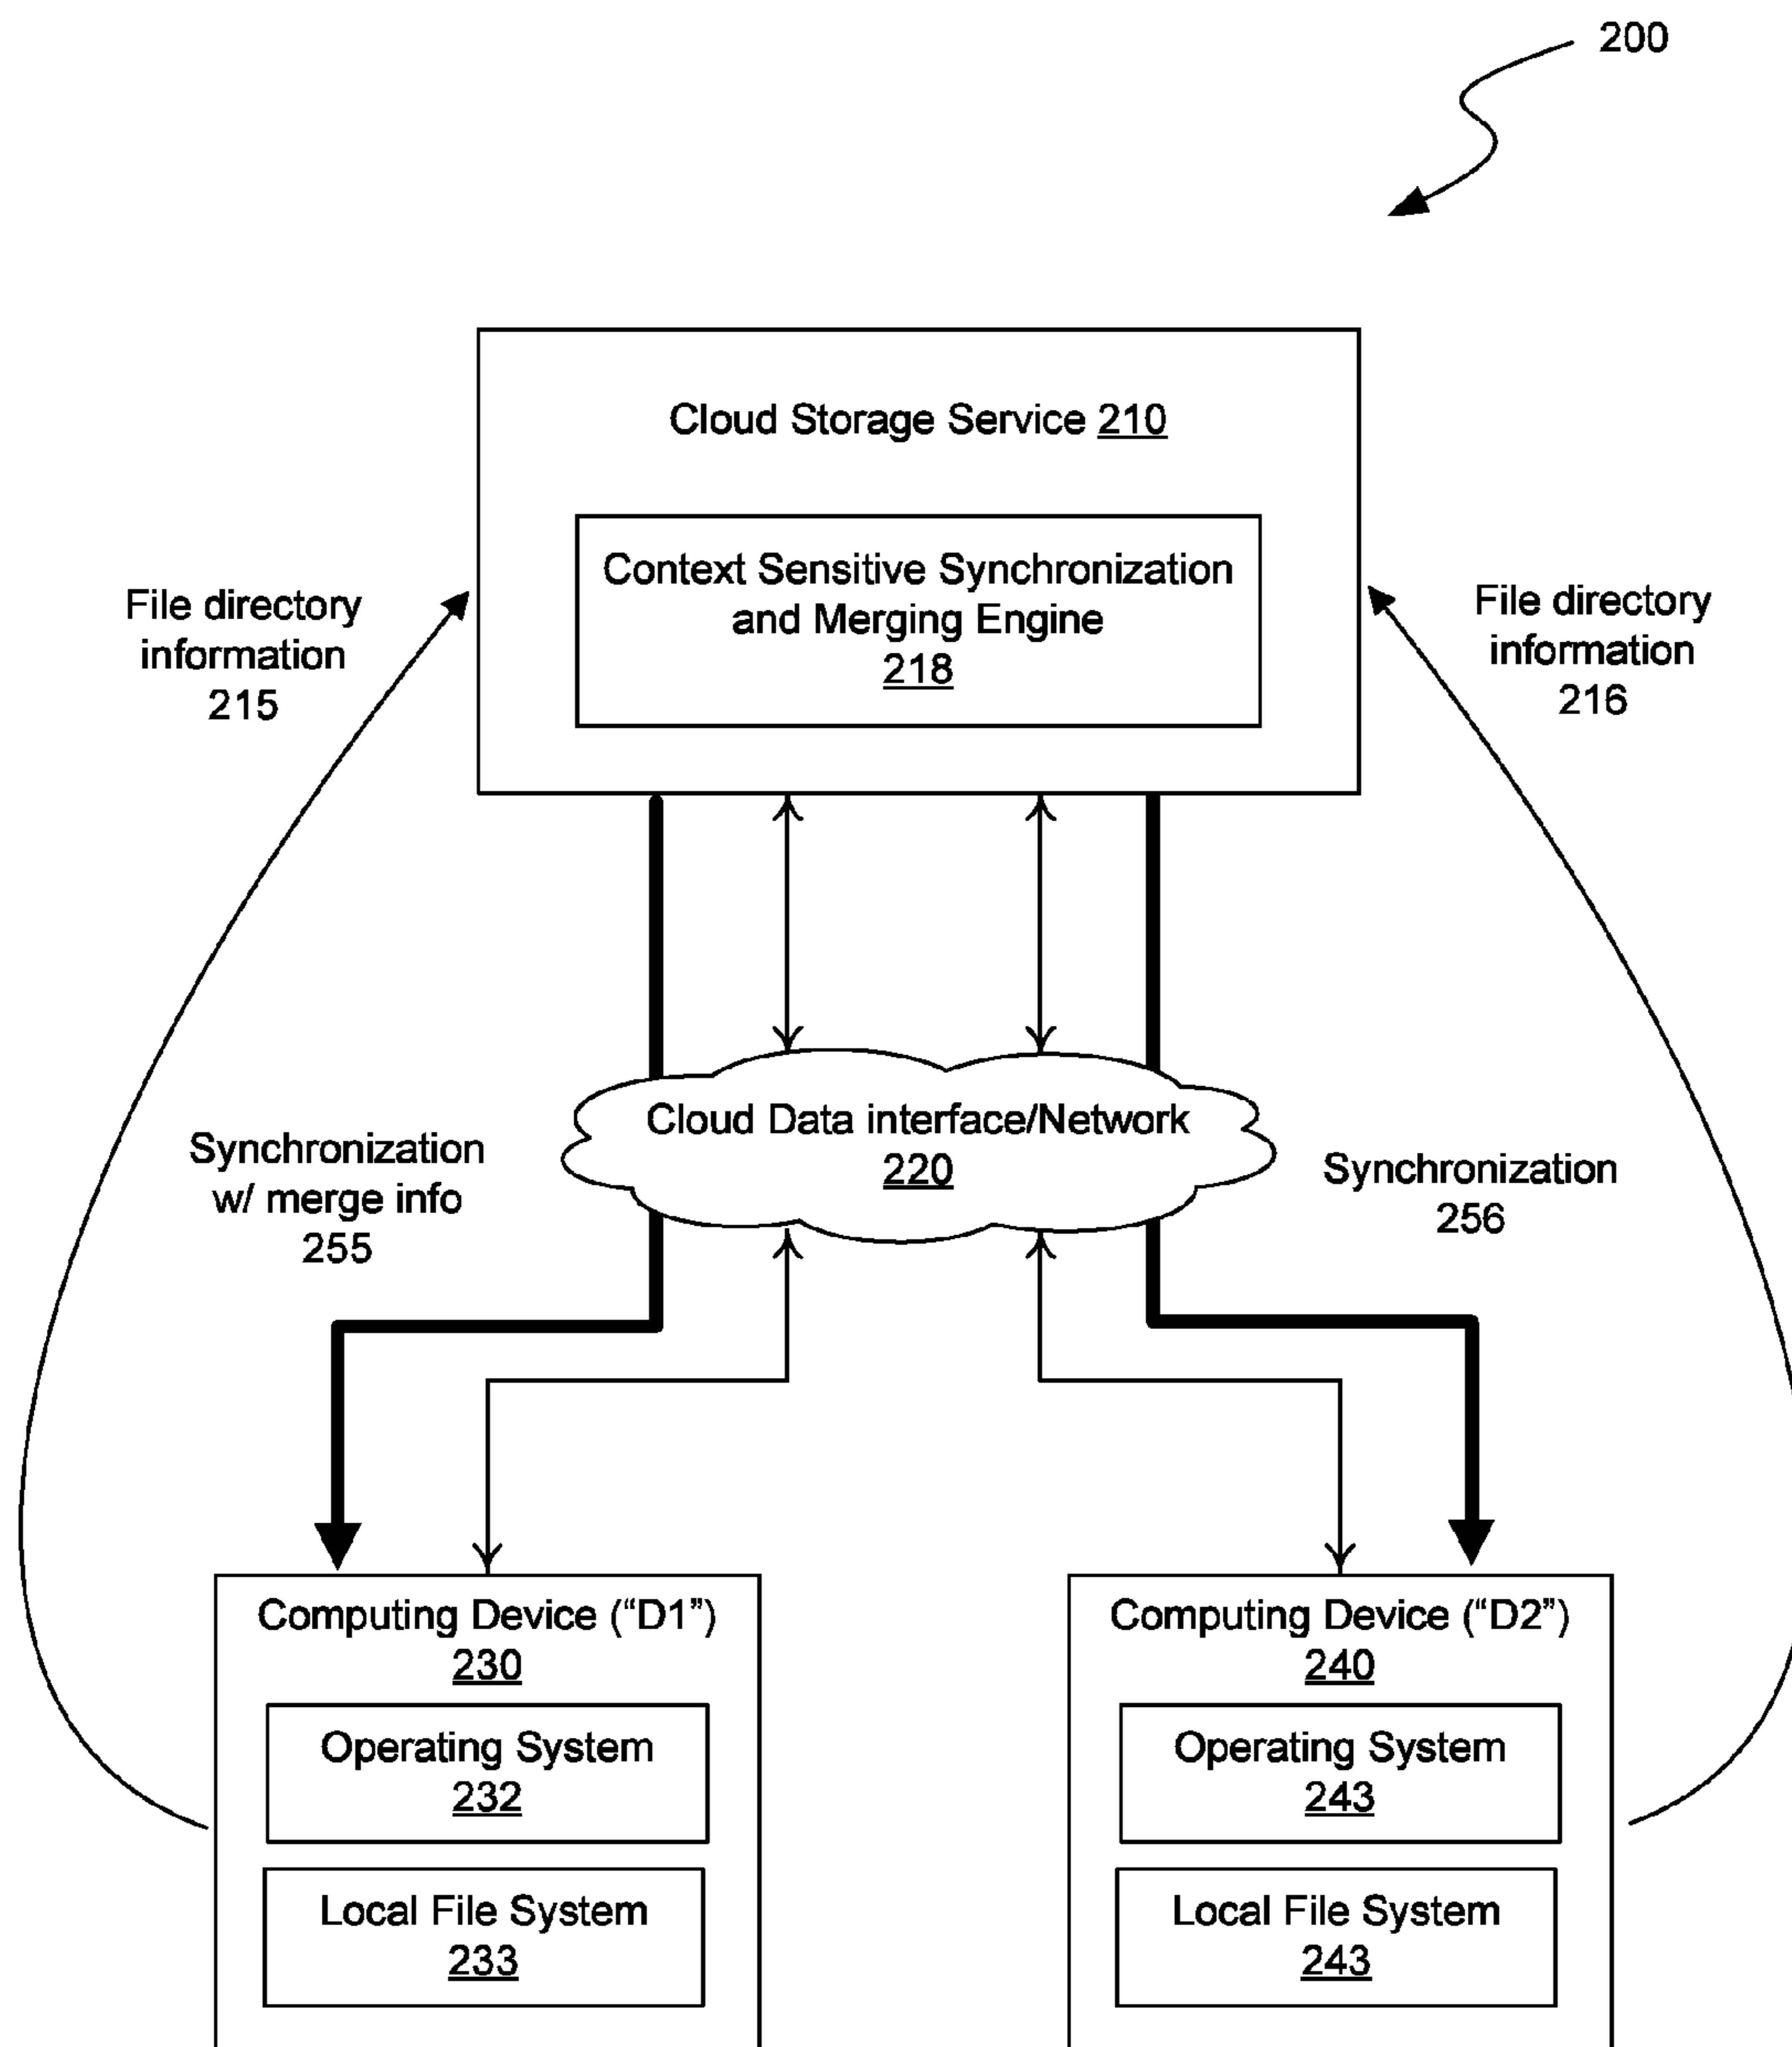 200
Cloud Storage Service 210
Context Sensitive Synchronization
and Merging Engine
218
File directory
information
215
File directory
information
216
Cloud Data interface/Network
220
Synchronization
w/ merge info
255
Synchronization
256
Computing Device (“D1”)
230
Operating System
232
Local File System
233
Computing Device (“D2”)
240
Operating System
243
Local File System
243